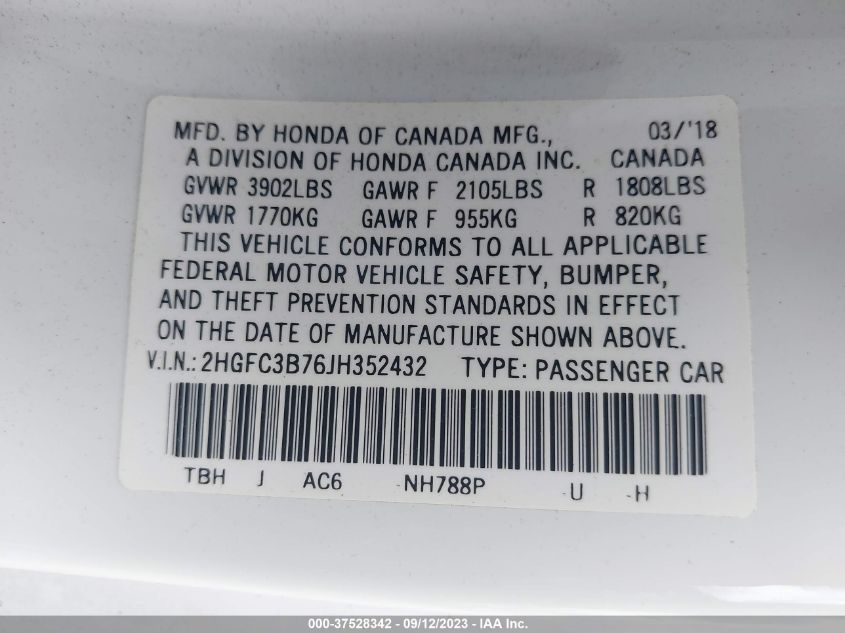 MFD. BY HONDA OF CANADA MFG., 03/'18
A DIVISION OF HONDA CANADA INC. CANADA
GVWR 3902LBS GAWR F 2105LBS R 1808LBS
GVWR 1770KG GAWR F 955KG R 820KG
THIS VEHICLE CONFORMS TO ALL APPLICABLE
FEDERAL MOTOR VEHICLE SAFETY, BUMPER,
AND THEFT PREVENTION STANDARDS IN EFFECT
ON THE DATE OF MANUFACTURE SHOWN ABOVE.
V.I.N.: 2HGFC3B76JH352432 TYPE: PASSENGER CAR
TBH J AC6 -NH788P -U -H
000-37528342 - 09/12/2023 - IAA Inc.